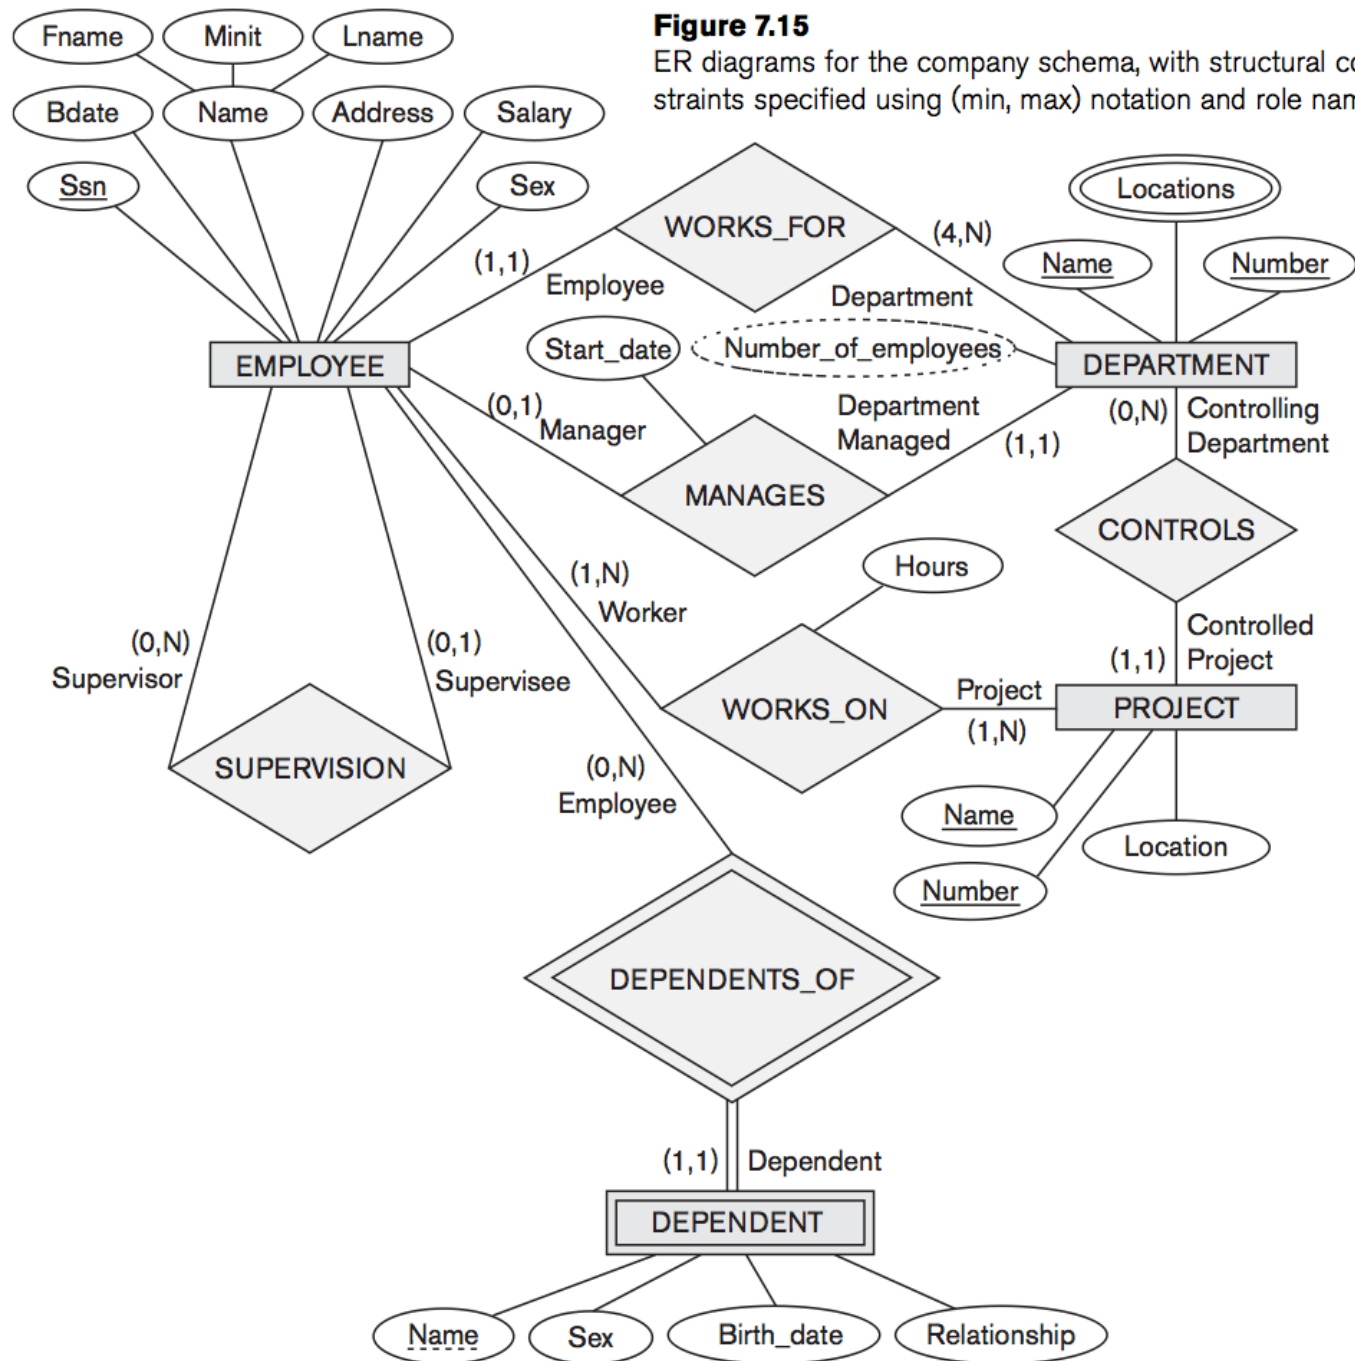 Figure 7.15
ER diagrams for the company schema, with structural co
straints specified using (min, max) notation and role nam
Fname
Minit
Lname
Bdate
Name
Address
Salary
Ssn
Sex
WORKS_FOR
Locations
(4,N)
Name
Number
(1,1)
Employee
Department
Start_date
Number_of_employees
EMPLOYEE
DEPARTMENT
(0,1)
Manager
Department
Managed
(1,1)
(0,N)
Controlling
Department
MANAGES
CONTROLS
Hours
(1,N)
Worker
(0,N)
Supervisor
(0,1)
Supervisee
Controlled
Project
(1,1)
Project
(1,N)
WORKS_ON
PROJECT
SUPERVISION
(0,N)
Employee
Name
Location
Number
DEPENDENTS_OF
(1,1)
Dependent
DEPENDENT
Name
Sex
Birth_date
Relationship